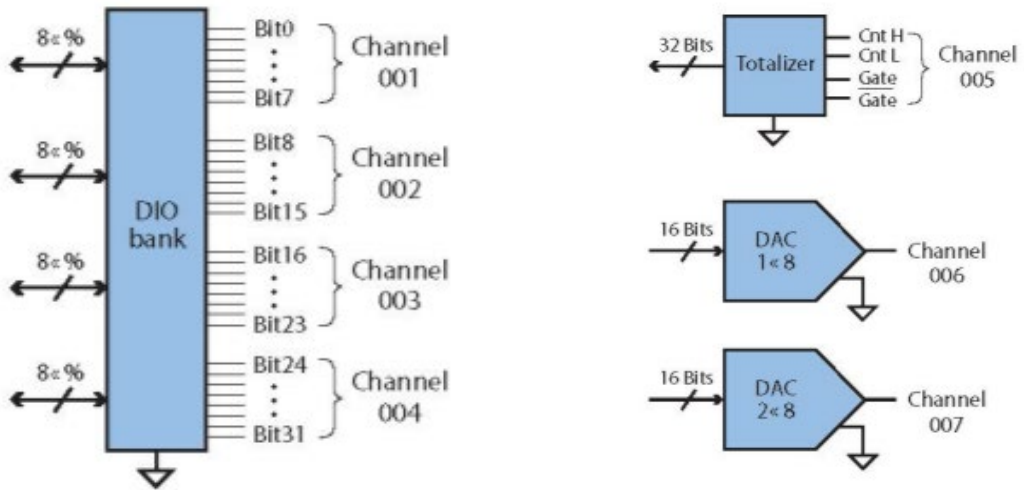 8«%
Bit0
Bit7
Channel
001
8«%
Bit8
Bit15
Channel
002
DIO
bank
8«%
Bit16
Bit23
Channel
003
8«%
Bit24
Bit31
Channel
004
32 Bits
Totalizer
Cnt H
Cnt L
Gate
Gate
Channel
005
16 Bits
DAC
1«8
Channel
006
16 Bits
DAC
2«8
Channel
007